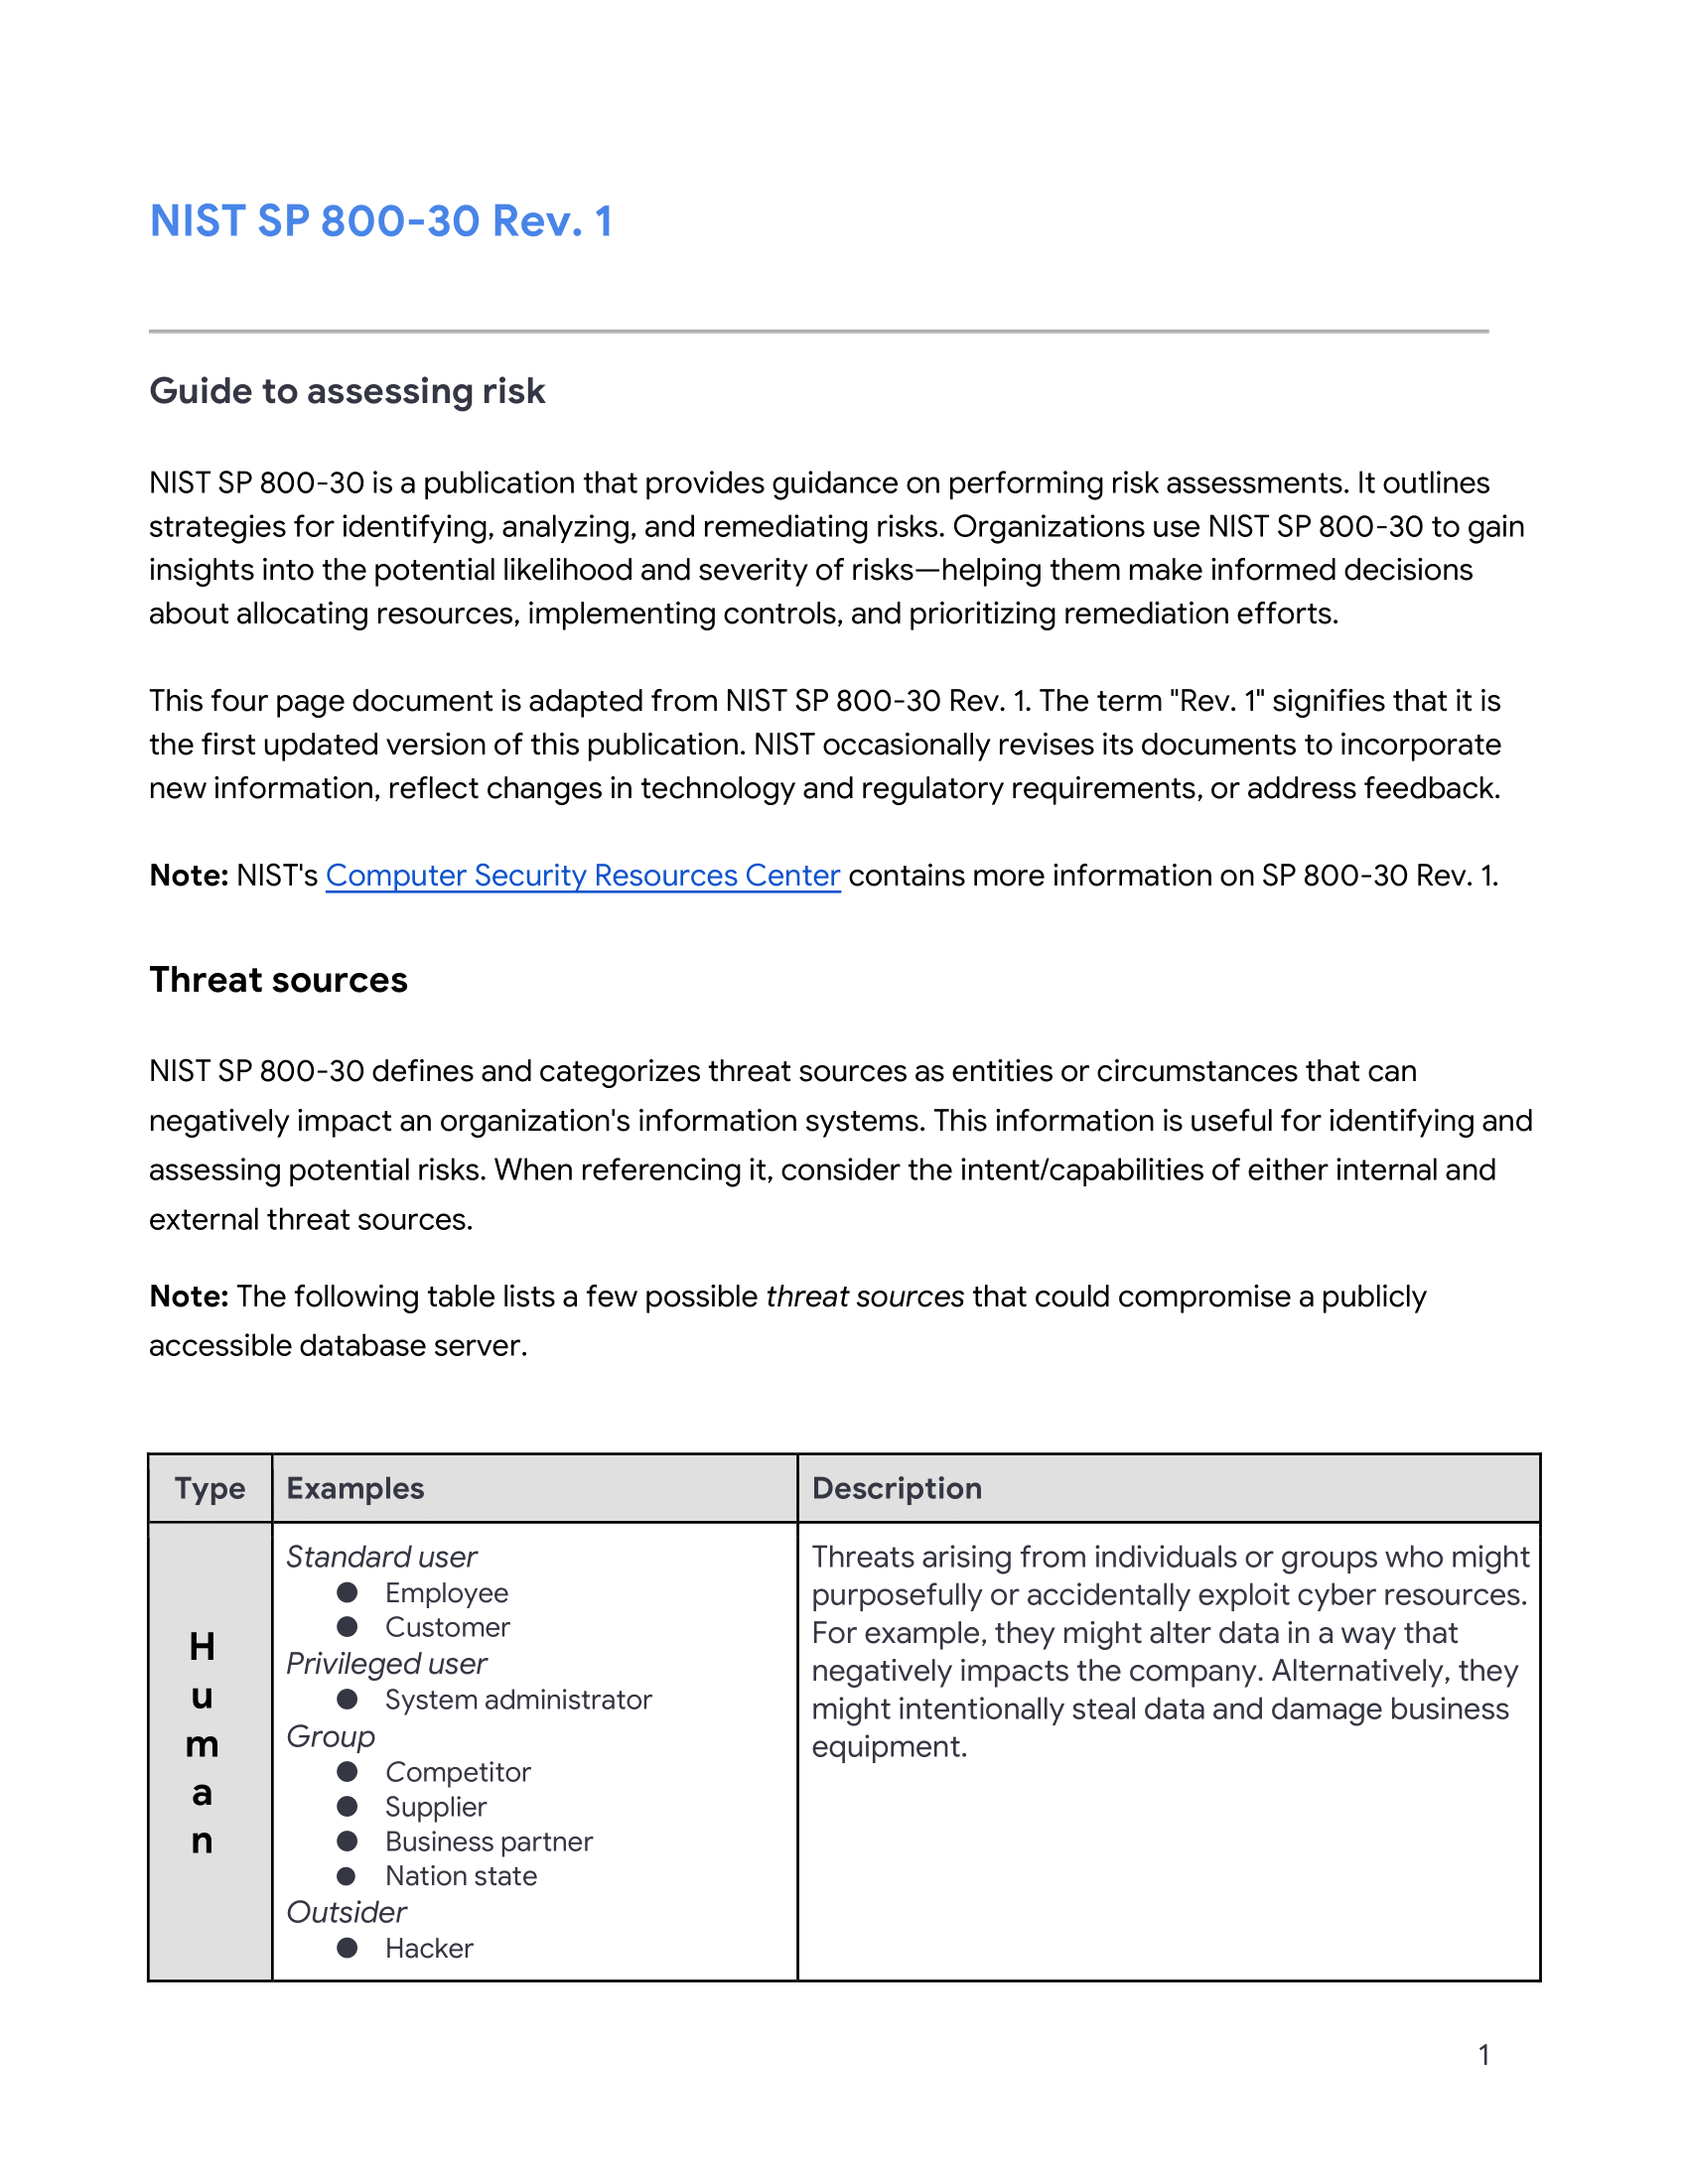 NIST SP 800-30 Rev. 1
Guide to assessing risk
NIST SP 800-30 is a publication that provides guidance on performing risk assessments. It outlines
strategies for identifying, analyzing, and remediating risks. Organizations use NIST SP 800-30 to gain
insights into the potential likelihood and severity of risks—helping them make informed decisions
about allocating resources, implementing controls, and prioritizing remediation efforts.
This four page document is adapted from NIST SP 800-30 Rev. 1. The term "Rev. 1" signifies that it is
the first updated version of this publication. NIST occasionally revises its documents to incorporate
new information, reflect changes in technology and regulatory requirements, or address feedback.
Note: NIST's Computer Security Resources Center contains more information on SP 800-30 Rev. 1.
Threat sources
NIST SP 800-30 defines and categorizes threat sources as entities or circumstances that can
negatively impact an organization's information systems. This information is useful for identifying and
assessing potential risks. When referencing it, consider the intent/capabilities of either internal and
external threat sources.
Note: The following table lists a few possible threat sources that could compromise a publicly
accessible database server.
Type
Examples
Description
H
u
m
a
n
Standard user
● Employee
● Customer
Privileged user
● System administrator
Group
● Competitor
● Supplier
● Business partner
● Nation state
Outsider
● Hacker
Threats arising from individuals or groups who might
purposefully or accidentally exploit cyber resources.
For example, they might alter data in a way that
negatively impacts the company. Alternatively, they
might intentionally steal data and damage business
equipment.
1